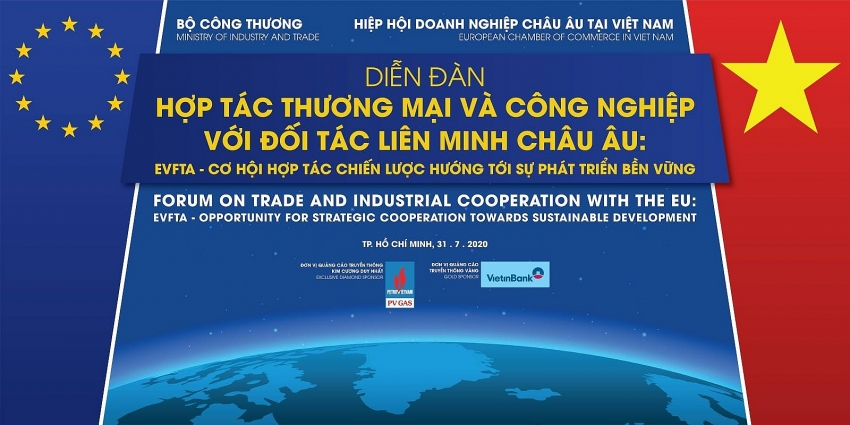 BỘ CÔNG THƯƠNG
MINISTRY OF INDUSTRY AND TRADE
HIỆP HỘI DOANH NGHIỆP CHÂU ÂU TẠI VIỆT NAM
EUROPEAN CHAMBER OF COMMERCE IN VIET NAM
DIỄN ĐÀN
HỢP TÁC THƯƠNG MẠI VÀ CÔNG NGHIỆP
VỚI ĐỐI TÁC LIÊN MINH CHÂU ÂU:
EVFTA - CƠ HỘI HỢP TÁC CHIẾN LƯỢC HƯỚNG TỚI SỰ PHÁT TRIỂN BỀN VỮNG
FORUM ON TRADE AND INDUSTRIAL COOPERATION WITH THE EU:
EVFTA - OPPORTUNITY FOR STRATEGIC COOPERATION TOWARDS SUSTAINABLE DEVELOPMENT
TP. HỒ CHÍ MINH, 31 . 7 . 2020
ĐƠN VỊ QUẢNG CÁO TRUYỀN THÔNG
KIM CƯƠNG DUY NHẤT
EXCLUSIVE DIAMOND SPONSOR
PETROVIETNAM
PV GAS
ĐƠN VỊ QUẢNG CÁO
TRUYỀN THÔNG VÀNG
GOLD SPONSOR
VietinBank